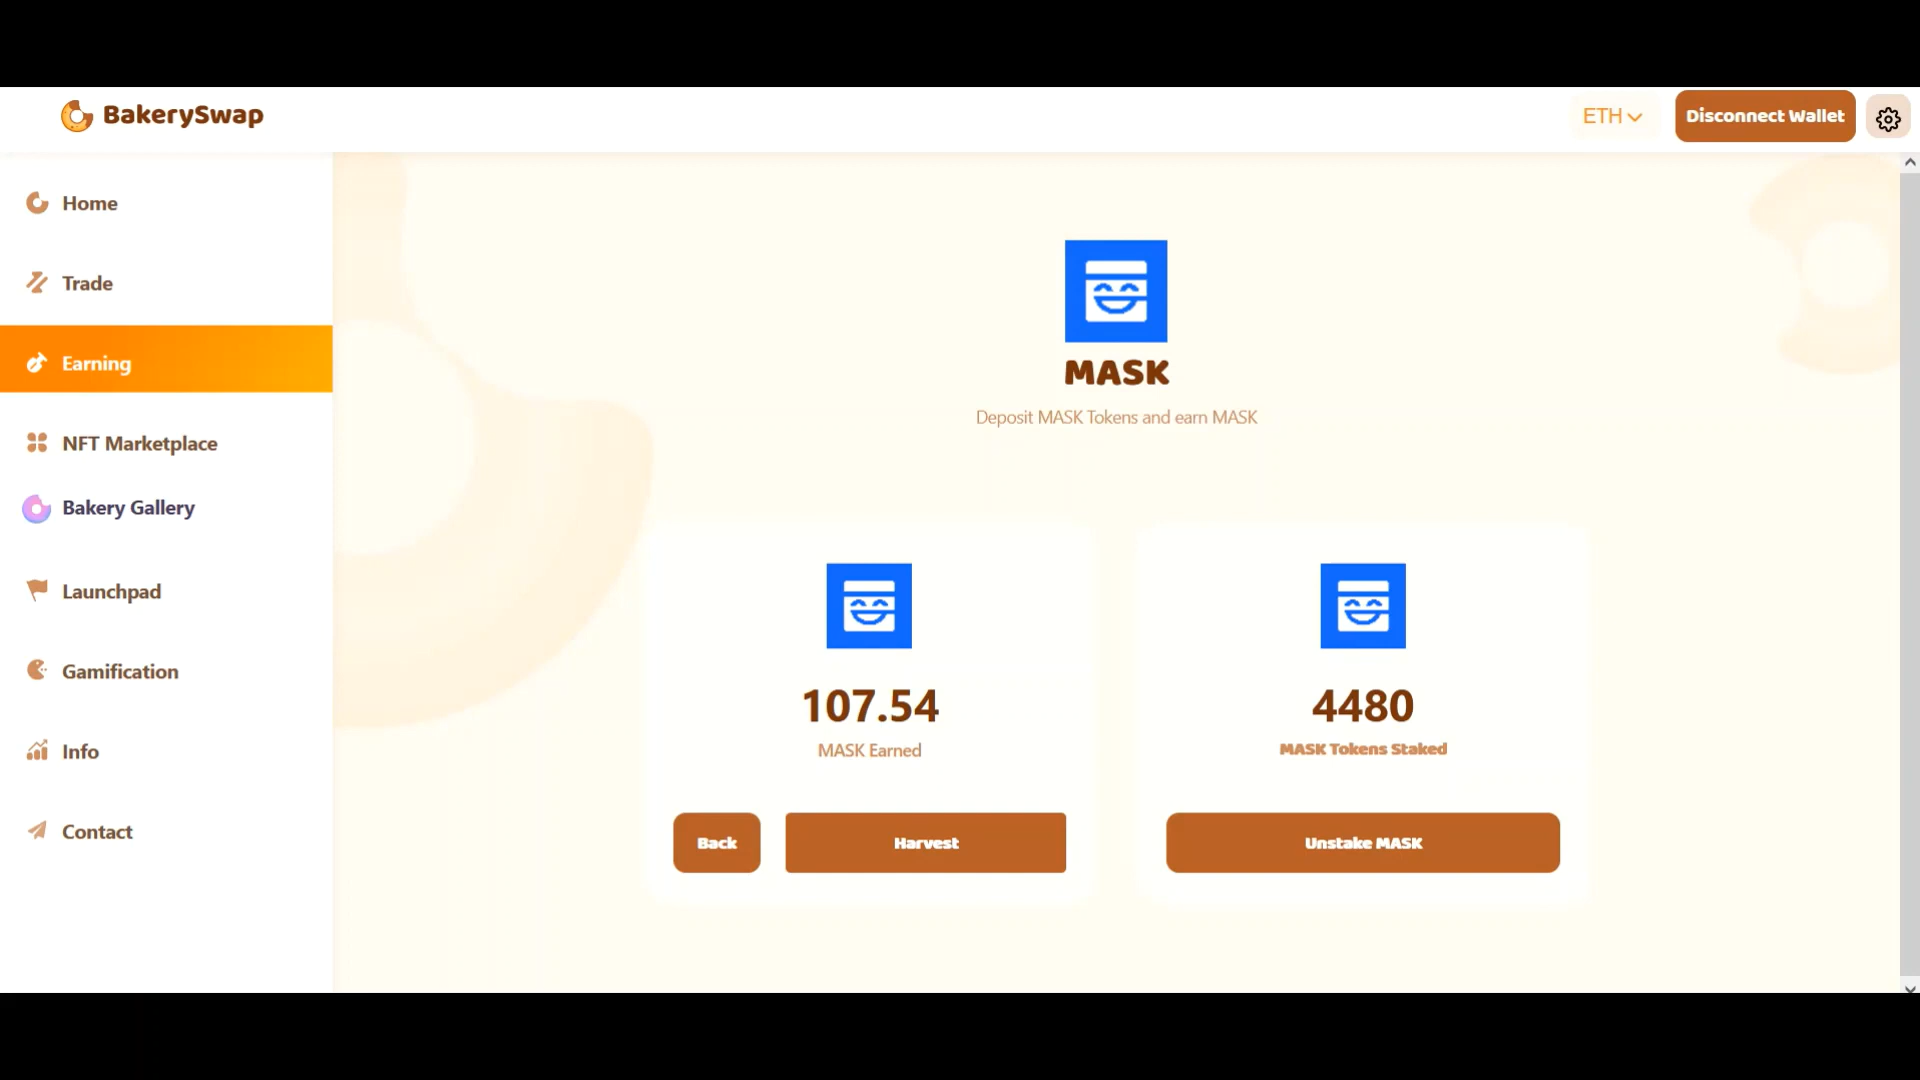 BakerySwap
ETH
Disconnect Wallet
Home
Trade
Earning
NFT Marketplace
Bakery Gallery
Launchpad
Gamification
Info
Contact
MASK
Deposit MASK Tokens and earn MASK
107.54
MASK Earned
Back
Harvest
4480
MASK Tokens Staked
Unstake MASK